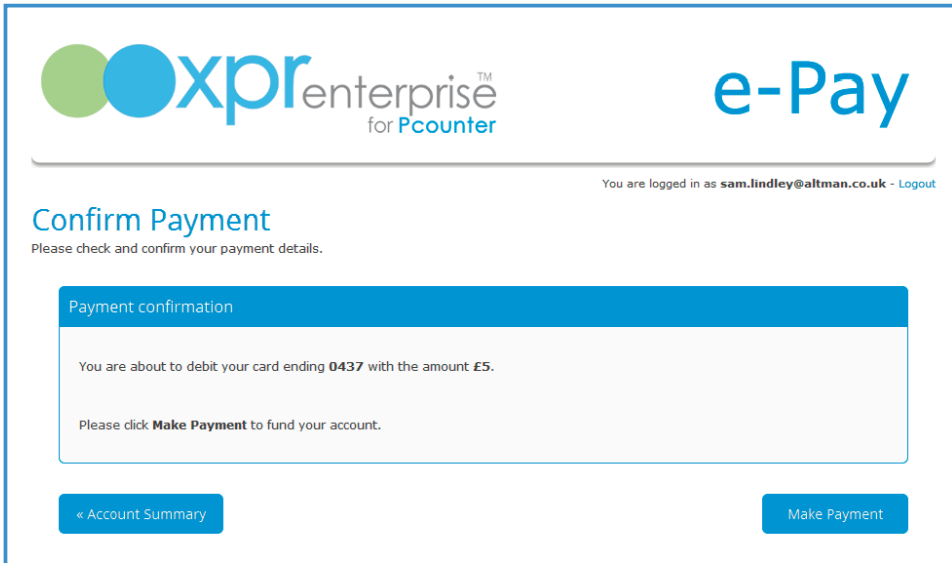 xprenterprise™
for Pcounter
e-Pay
You are logged in as sam.lindley@altman.co.uk - Logout
Confirm Payment
Please check and confirm your payment details.
Payment confirmation
You are about to debit your card ending 0437 with the amount £5.
Please click Make Payment to fund your account.
« Account Summary
Make Payment